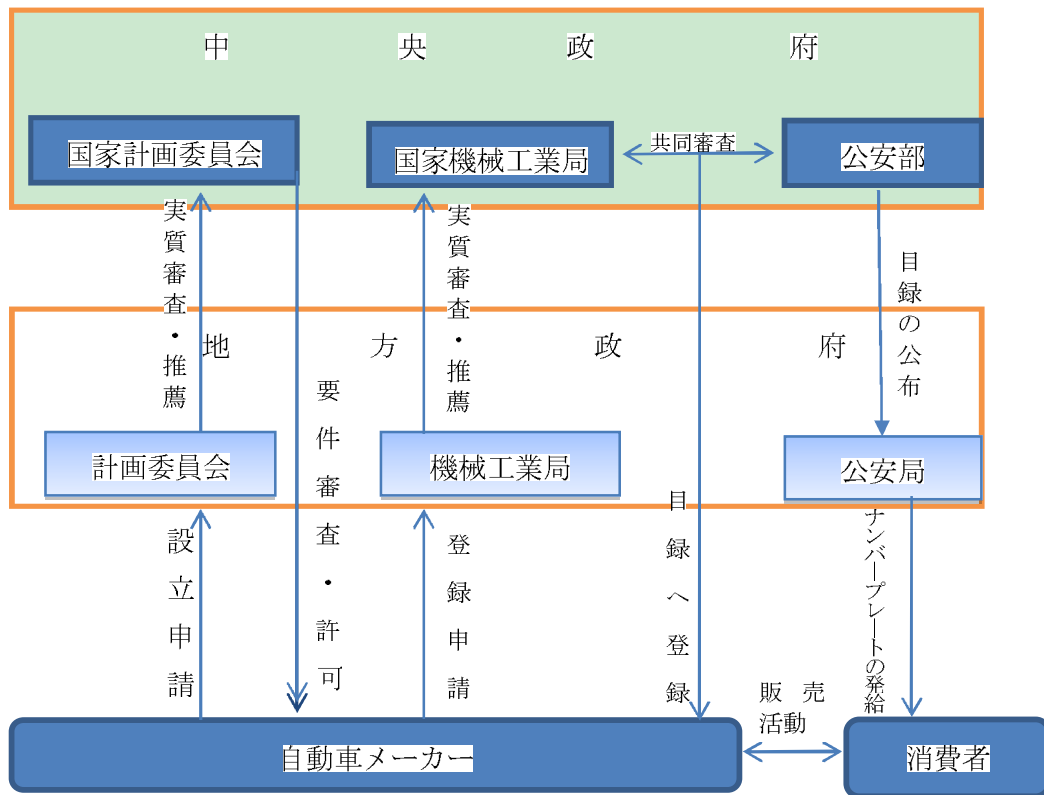 中央政府
国家計画委員会
国家機械工業局
共同審査
公安部
実質審査・推薦
実質審査・推薦
目録の公布
地方政府
計画委員会
機械工業局
公安局
設立申請
要件審査・許可
登録申請
目録へ登録
ナンバープレートの発給
販売
活動
自動車メーカー
消費者